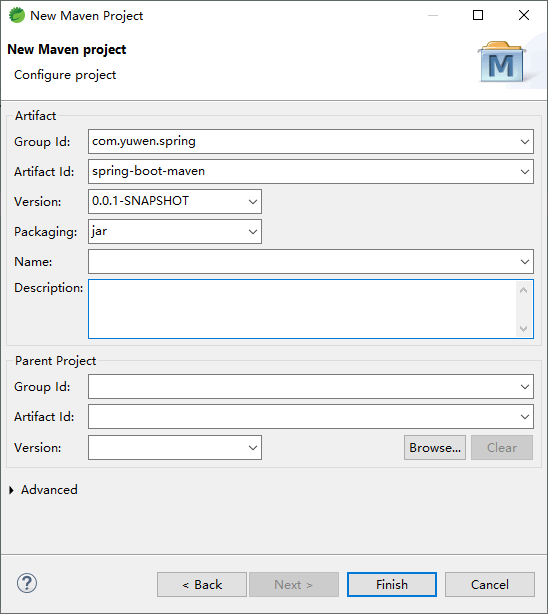 New Maven Project
New Maven project
Configure project
M
Artifact
Group Id: com.yuwen.spring
Artifact Id: spring-boot-maven
Version: 0.0.1-SNAPSHOT
Packaging: jar
Name:
Description:
Parent Project
Group Id:
Artifact Id:
Version: Browse... Clear
Advanced
? < Back Next > Finish Cancel